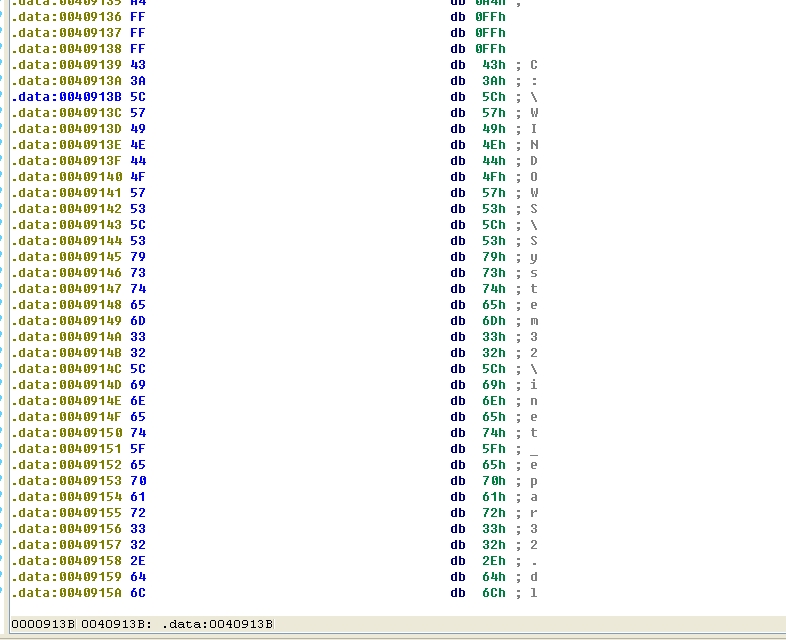 .data:00409135 A4 db 0A4h ;
.data:00409136 FF db 0FFh
.data:00409137 FF db 0FFh
.data:00409138 FF db 0FFh
.data:00409139 43 db 43h ; C
.data:0040913A 3A db 3Ah ; :
.data:0040913B 5C db 5Ch ; \
.data:0040913C 57 db 57h ; W
.data:0040913D 49 db 49h ; I
.data:0040913E 4E db 4Eh ; N
.data:0040913F 44 db 44h ; D
.data:00409140 4F db 4Fh ; O
.data:00409141 57 db 57h ; W
.data:00409142 53 db 53h ; S
.data:00409143 5C db 5Ch ; \
.data:00409144 53 db 53h ; S
.data:00409145 79 db 79h ; y
.data:00409146 73 db 73h ; s
.data:00409147 74 db 74h ; t
.data:00409148 65 db 65h ; e
.data:00409149 6D db 6Dh ; m
.data:0040914A 33 db 33h ; 3
.data:0040914B 32 db 32h ; 2
.data:0040914C 5C db 5Ch ; \
.data:0040914D 69 db 69h ; i
.data:0040914E 6E db 6Eh ; n
.data:0040914F 65 db 65h ; e
.data:00409150 74 db 74h ; t
.data:00409151 5F db 5Fh ; _
.data:00409152 65 db 65h ; e
.data:00409153 70 db 70h ; p
.data:00409154 61 db 61h ; a
.data:00409155 72 db 72h ; r
.data:00409156 33 db 33h ; 3
.data:00409157 32 db 32h ; 2
.data:00409158 2E db 2Eh ; .
.data:00409159 64 db 64h ; d
.data:0040915A 6C db 6Ch ; l
0000913B 0040913B: .data:0040913B